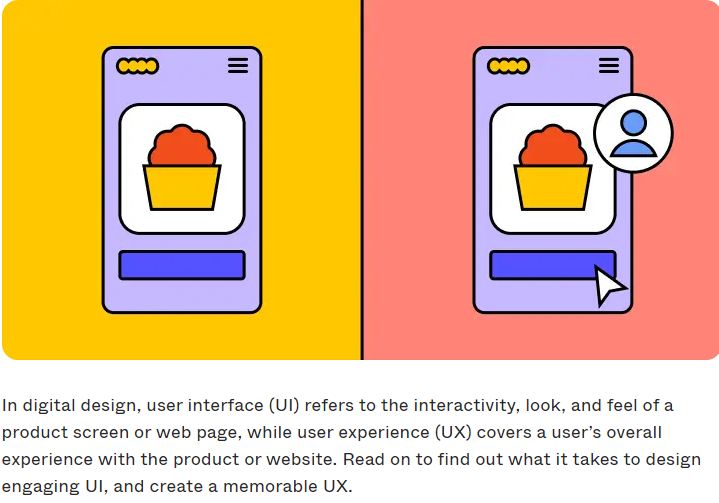 In digital design, user interface (UI) refers to the interactivity, look, and feel of a
product screen or web page, while user experience (UX) covers a user’s overall
experience with the product or website. Read on to find out what it takes to design
engaging UI, and create a memorable UX.